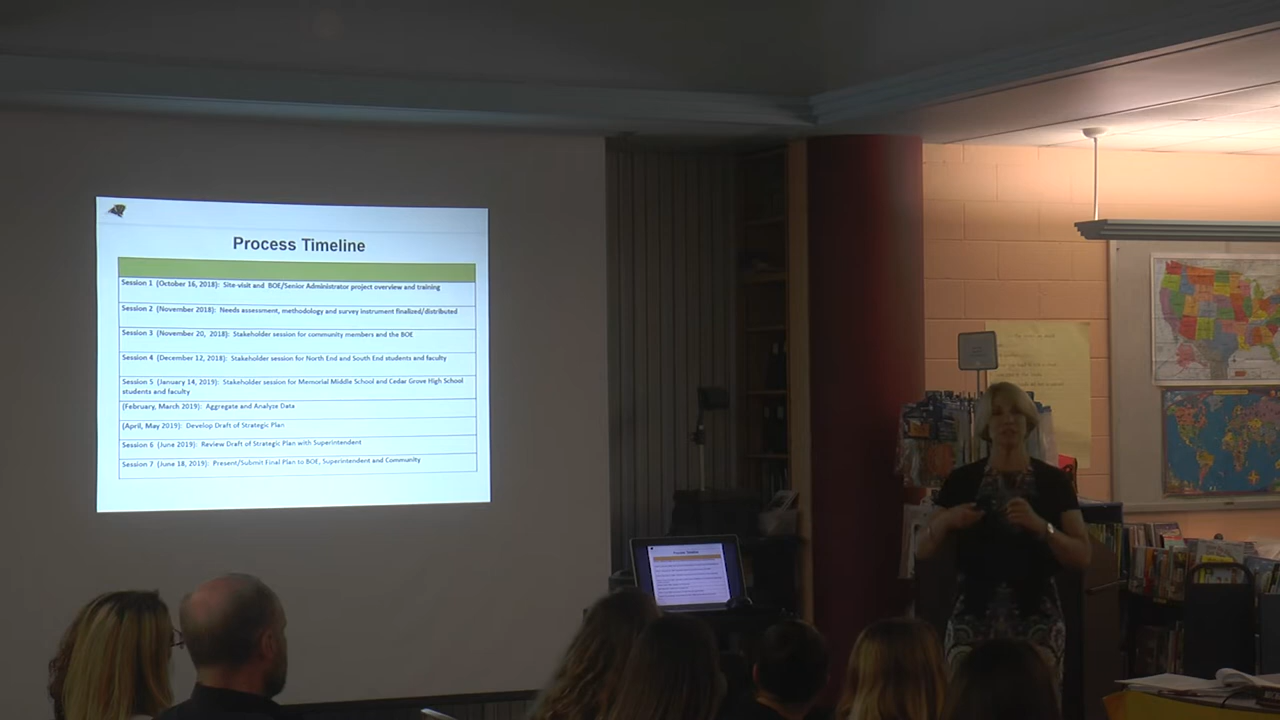 Process Timeline
Session 1 (October 16, 2018): Site-visit and BOE/Senior Administrator project overview and training
Session 2 (November 2018): Needs assessment, methodology and survey instrument finalized/distributed
Session 3 (November 20, 2018): Stakeholder session for community members and the BOE
Session 4 (December 12, 2018): Stakeholder session for North End and South End students and faculty
Session 5 (January 14, 2019): Stakeholder session for Memorial Middle School and Cedar Grove High School
students and faculty
(February, March 2019): Aggregate and Analyze Data
(April, May 2019): Develop Draft of Strategic Plan
Session 6 (June 2019): Review Draft of Strategic Plan with Superintendent
Session 7 (June 18, 2019): Present/Submit Final Plan to BOE, Superintendent and Community
Process Timeline